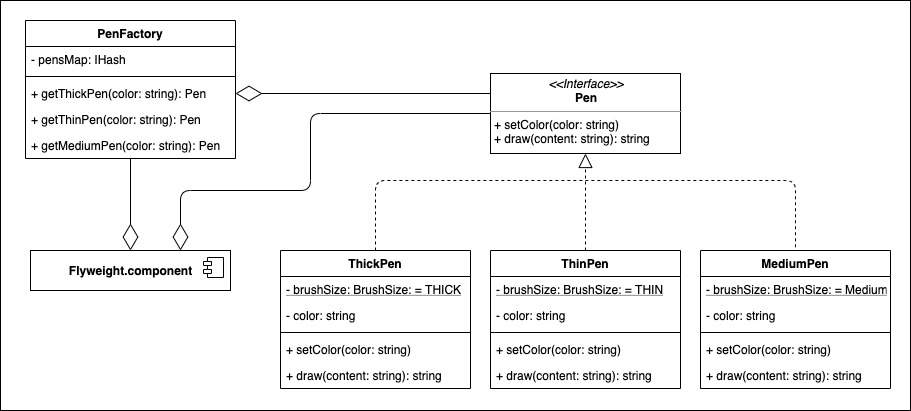 PenFactory
- pensMap: IHash
+ getThickPen(color: string): Pen
+ getThinPen(color: string): Pen
+ getMediumPen(color: string): Pen
<<Interface>>
Pen
+ setColor(color: string)
+ draw(content: string): string
Flyweight.component
ThickPen
- brushSize: BrushSize: = THICK
- color: string
+ setColor(color: string)
+ draw(content: string): string
ThinPen
- brushSize: BrushSize: = THIN
- color: string
+ setColor(color: string)
+ draw(content: string): string
MediumPen
- brushSize: BrushSize: = Medium
- color: string
+ setColor(color: string)
+ draw(content: string): string